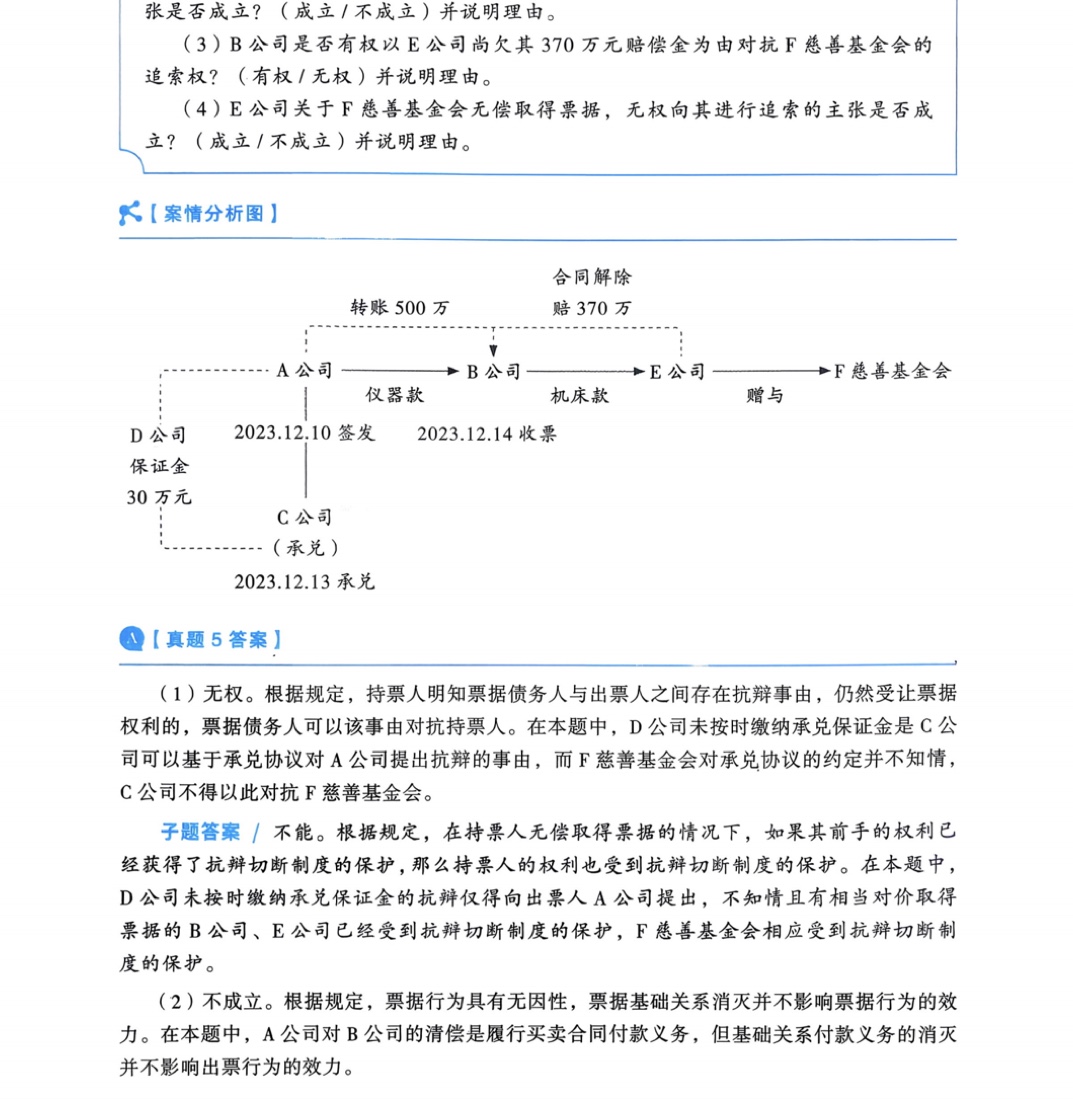 张是否成立？（成立/不成立）并说明理由。
（3）B公司是否有权以E公司尚欠其370万元赔偿金为由对抗F慈善基金会的
追索权？（有权/无权）并说明理由。
（4）E公司关于F慈善基金会无偿取得票据，无权向其进行追索的主张是否成
立？（成立/不成立）并说明理由。
【案情分析图】
合同解除
转账500万 赔370万
A公司 B公司 E公司 F慈善基金会
仪器款 机床款 赠与
D公司 2023.12.10签发 2023.12.14收票
保证金
30万元
C公司
（承兑）
2023.12.13承兑
A【真题5答案】
（1）无权。根据规定，持票人明知票据债务人与出票人之间存在抗辩事由，仍然受让票据
权利的，票据债务人可以该事由对抗持票人。在本题中，D公司未按时缴纳承兑保证金是C公
司可以基于承兑协议对A公司提出抗辩的事由，而F慈善基金会对承兑协议的约定并不知情，
C公司不得以此对抗F慈善基金会。
子题答案 / 不能。根据规定，在持票人无偿取得票据的情况下，如果其前手的权利已
经获得了抗辩切断制度的保护，那么持票人的权利也受到抗辩切断制度的保护。在本题中，
D公司未按时缴纳承兑保证金的抗辩仅得向出票人A公司提出，不知情且有相当对价取得
票据的B公司、E公司已经受到抗辩切断制度的保护，F慈善基金会相应受到抗辩切断制
度的保护。
（2）不成立。根据规定，票据行为具有无因性，票据基础关系消灭并不影响票据行为的效
力。在本题中，A公司对B公司的清偿是履行买卖合同付款义务，但基础关系付款义务的消灭
并不影响出票行为的效力。